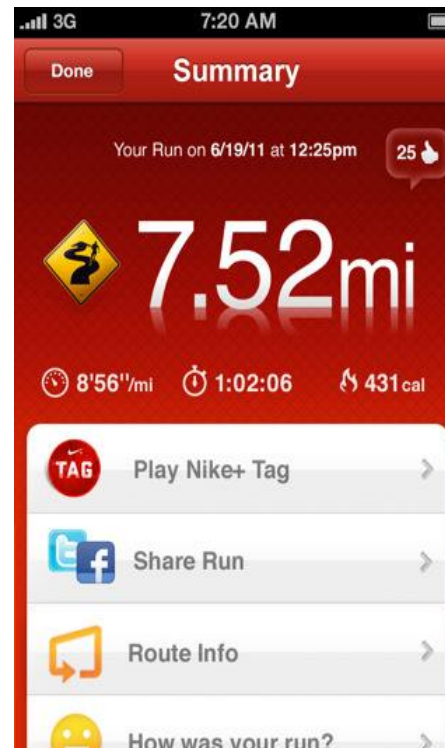 3G 7:20 AM
Done Summary
Your Run on 6/19/11 at 12:25pm 25
7.52mi
8'56"/mi 1:02:06 431cal
TAG Play Nike+ Tag
Share Run
Route Info
How was your run?